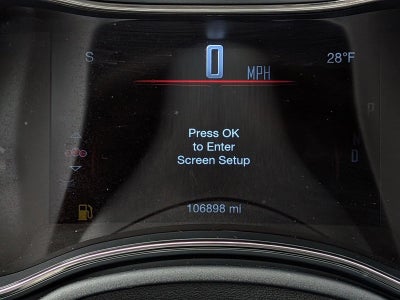 S 0 MPH 28°F
P
Press OK
to Enter
Screen Setup
N
D
106898 mi